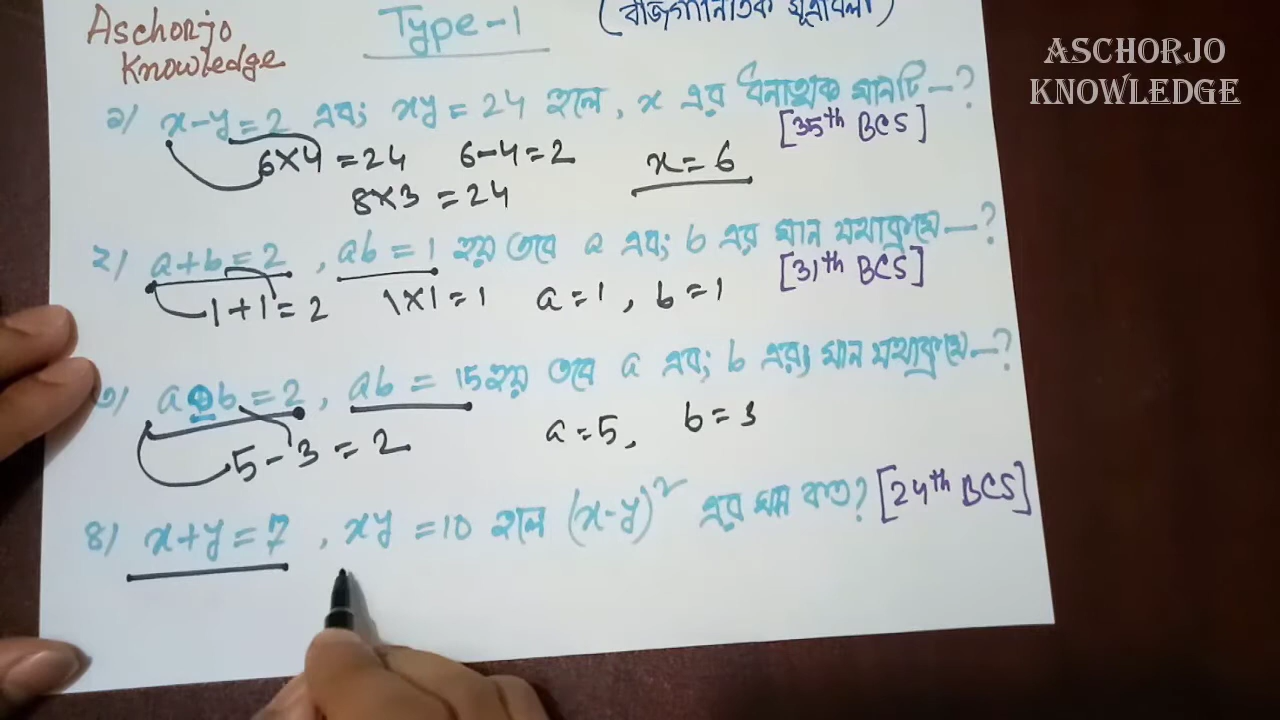 Aschorjo Knowledge
Type-1
(বীজগানিতিক সূত্রাবলী)
ASCHORJO KNOWLEDGE
১) x-y=2 এবং xy=24 হলে, x এর ধনাত্মক মানটি—?
[35th BCS]
6×4=24 6-4=2 x=6
8×3=24
২) a+b=2, ab=1 হয় তবে a এবং b এর মান যথাক্রমে—?
[31th BCS]
1+1=2 1×1=1 a=1, b=1
৩) a-b=2, ab=15 হয় তবে a এবং b এর মান যথাক্রমে—?
5-3=2 a=5, b=3
৪) x+y=7, xy=10 হলে (x-y)² এর মান কত? [24th BCS]